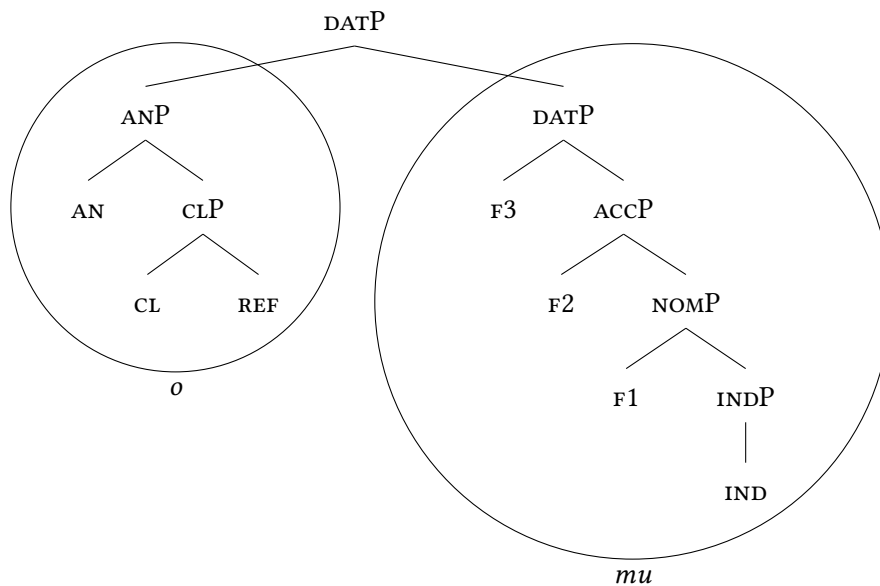 DATP
ANP DATP
AN CLP F3 ACCP
CL REF F2 NOMP
o
F1 INDP
IND
mu